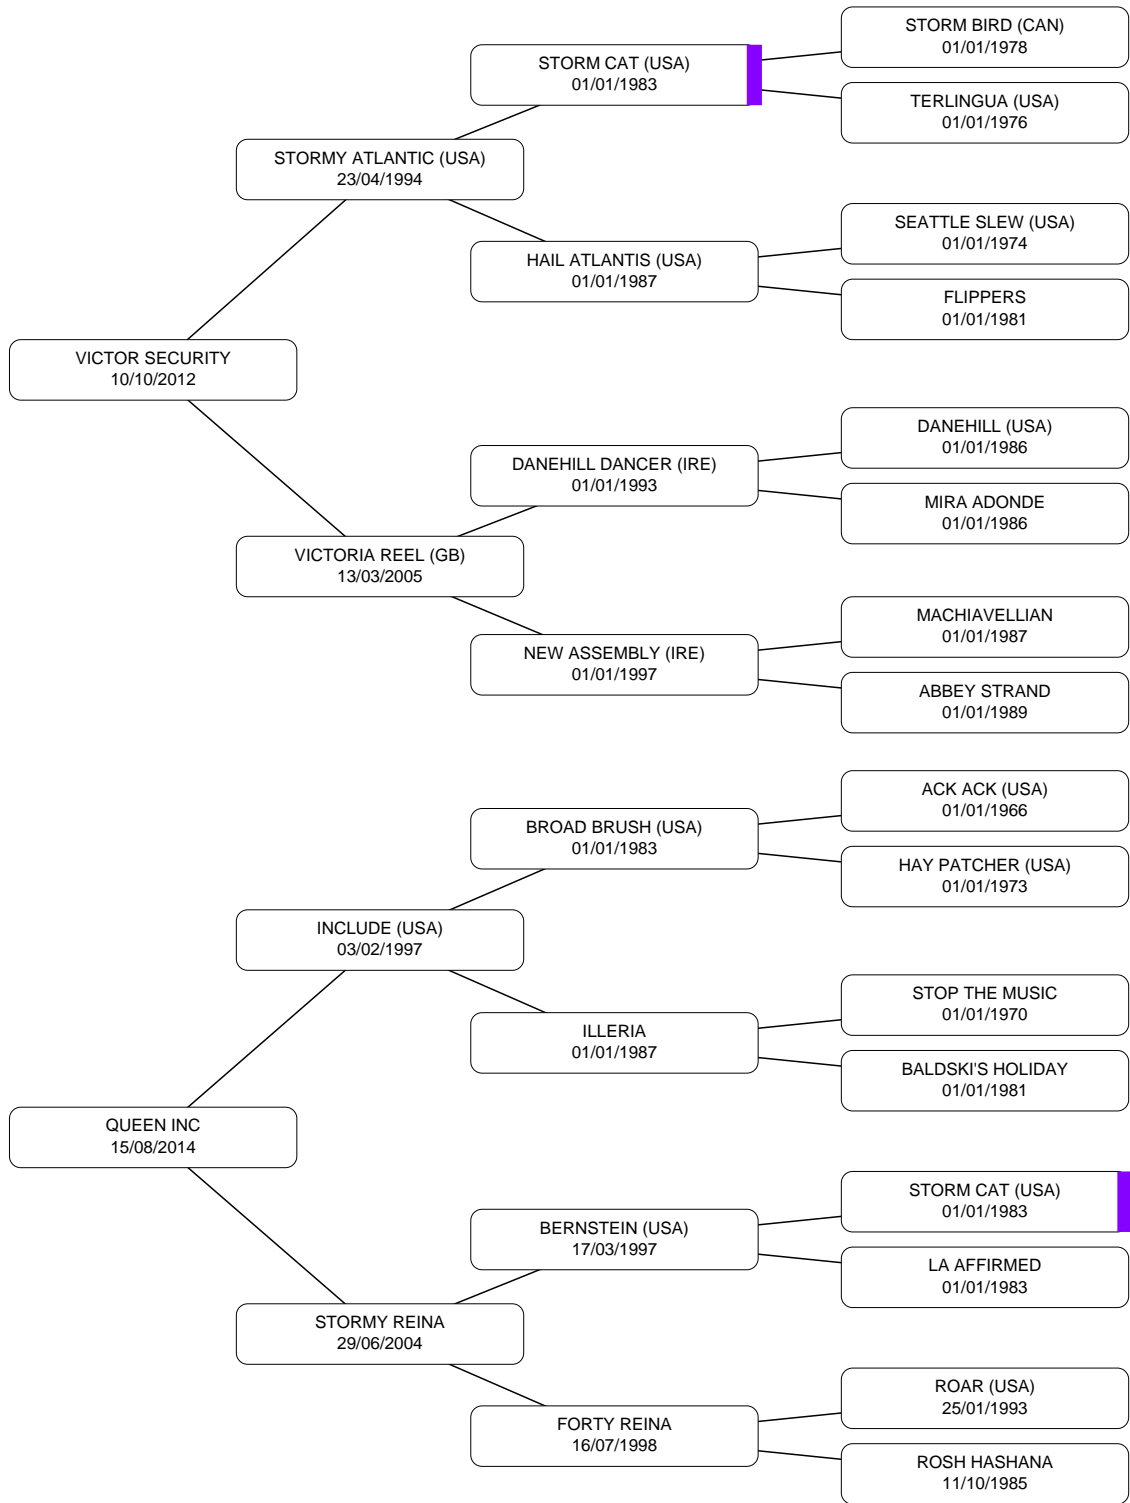 STORM BIRD (CAN)
01/01/1978
STORM CAT (USA)
01/01/1983
TERLINGUA (USA)
01/01/1976
STORMY ATLANTIC (USA)
23/04/1994
SEATTLE SLEW (USA)
01/01/1974
HAIL ATLANTIS (USA)
01/01/1987
FLIPPERS
01/01/1981
VICTOR SECURITY
10/10/2012
DANEHILL (USA)
01/01/1986
DANEHILL DANCER (IRE)
01/01/1993
MIRA ADONDE
01/01/1986
VICTORIA REEL (GB)
13/03/2005
MACHIAVELLIAN
01/01/1987
NEW ASSEMBLY (IRE)
01/01/1997
ABBEY STRAND
01/01/1989
ACK ACK (USA)
01/01/1966
BROAD BRUSH (USA)
01/01/1983
HAY PATCHER (USA)
01/01/1973
INCLUDE (USA)
03/02/1997
STOP THE MUSIC
01/01/1970
ILLERIA
01/01/1987
BALDSKI'S HOLIDAY
01/01/1981
QUEEN INC
15/08/2014
STORM CAT (USA)
01/01/1983
BERNSTEIN (USA)
17/03/1997
LA AFFIRMED
01/01/1983
STORMY REINA
29/06/2004
ROAR (USA)
25/01/1993
FORTY REINA
16/07/1998
ROSH HASHANA
11/10/1985